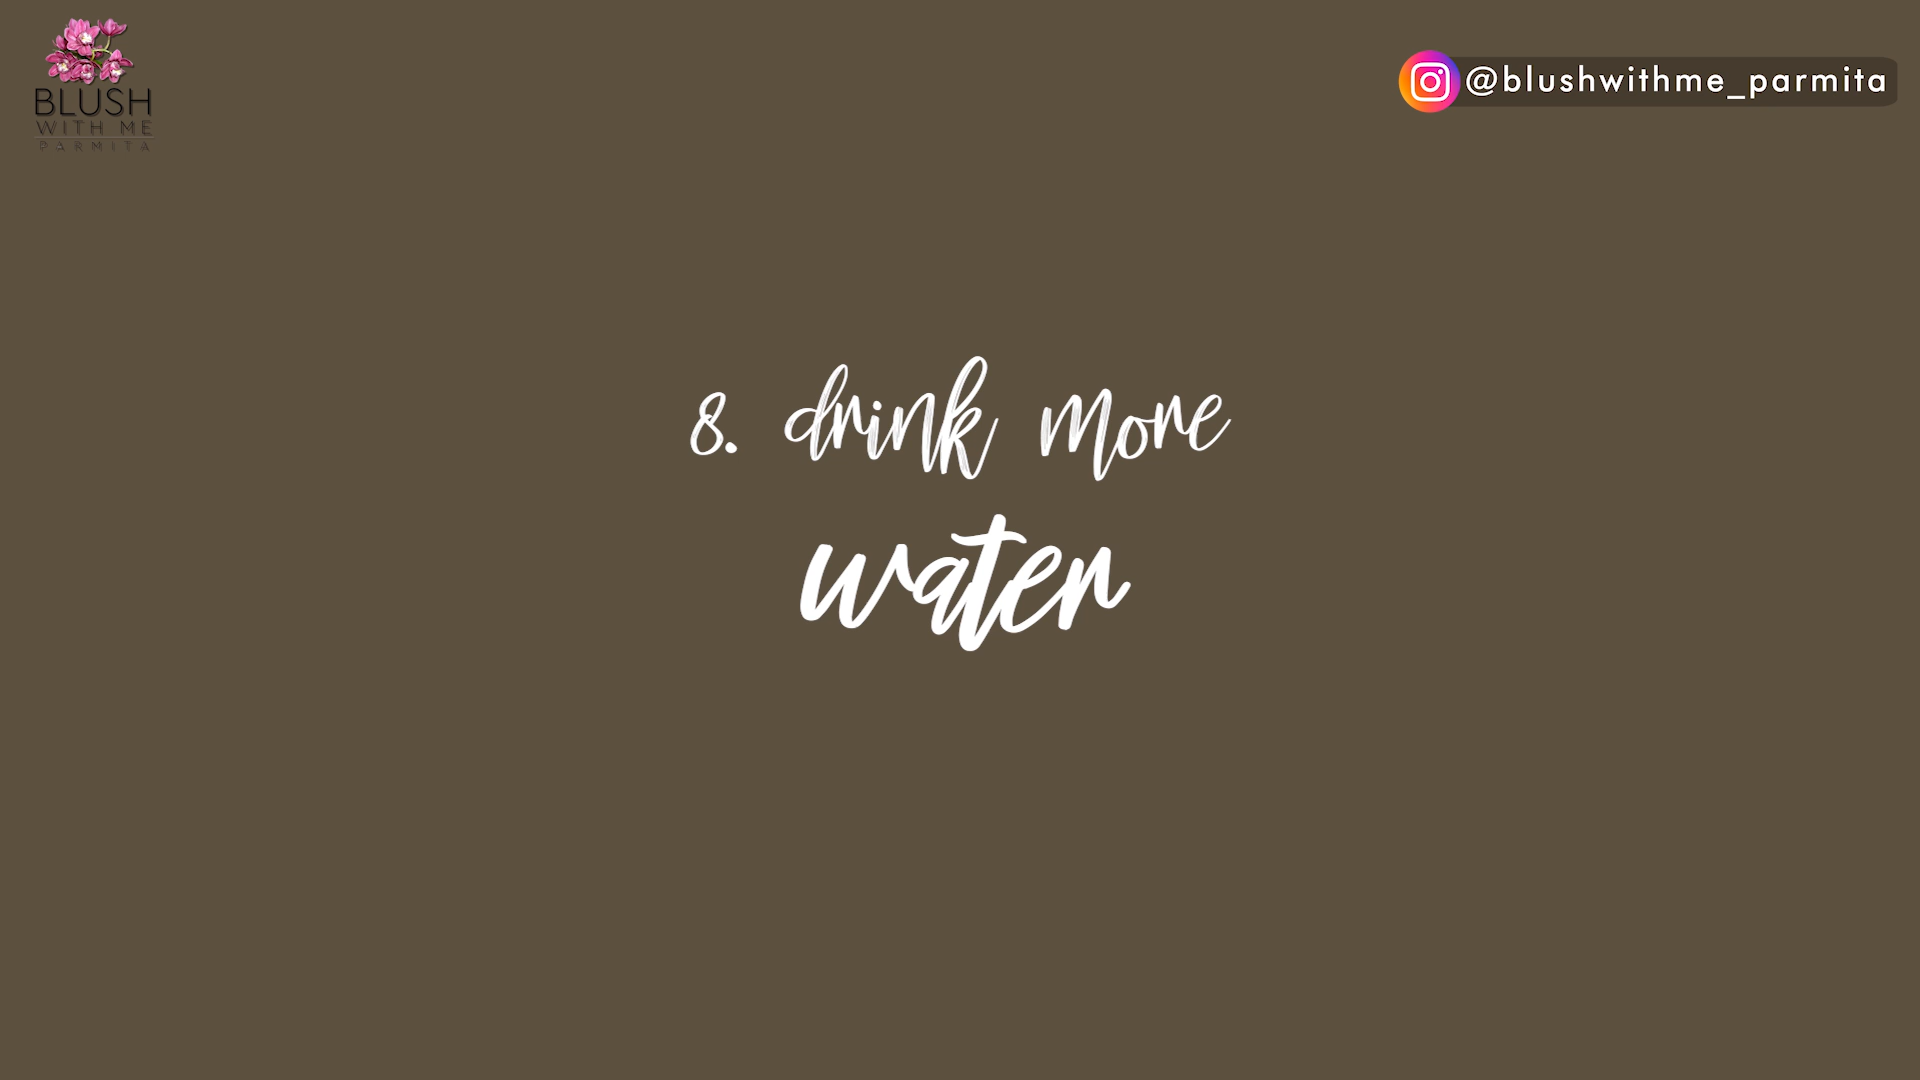 BLUSH
WITH ME
PARMITA
@blushwithme_parmita
8. drink more
water